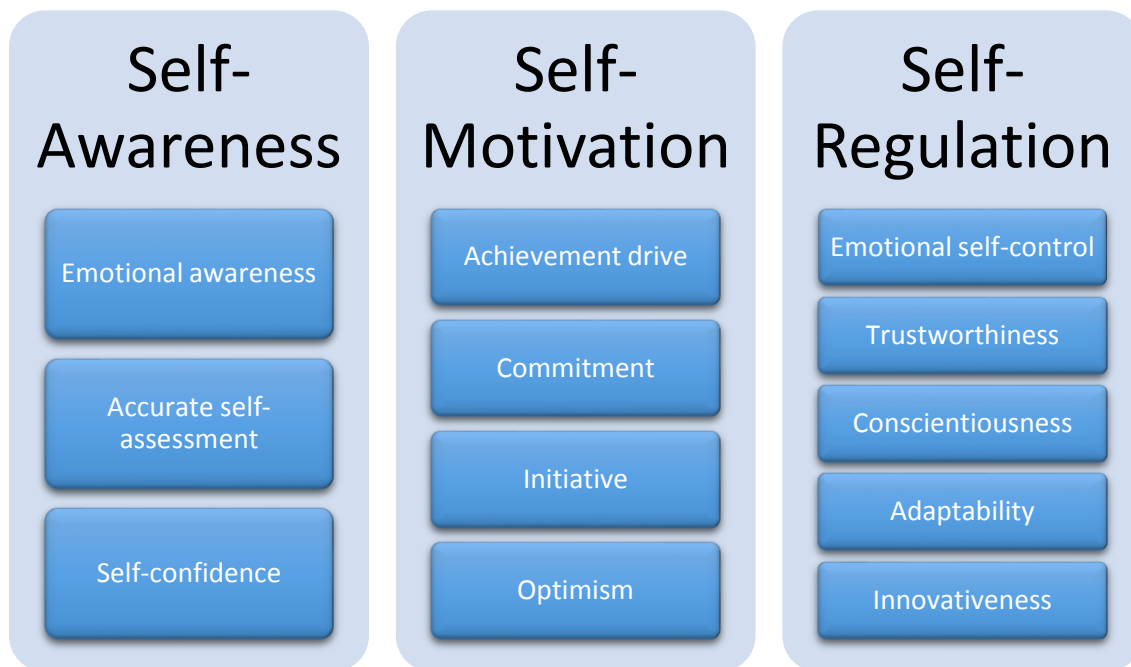 Self-
Awareness
Emotional awareness
Accurate self-
assessment
Self-confidence
Self-
Motivation
Achievement drive
Commitment
Initiative
Optimism
Self-
Regulation
Emotional self-control
Trustworthiness
Conscientiousness
Adaptability
Innovativeness